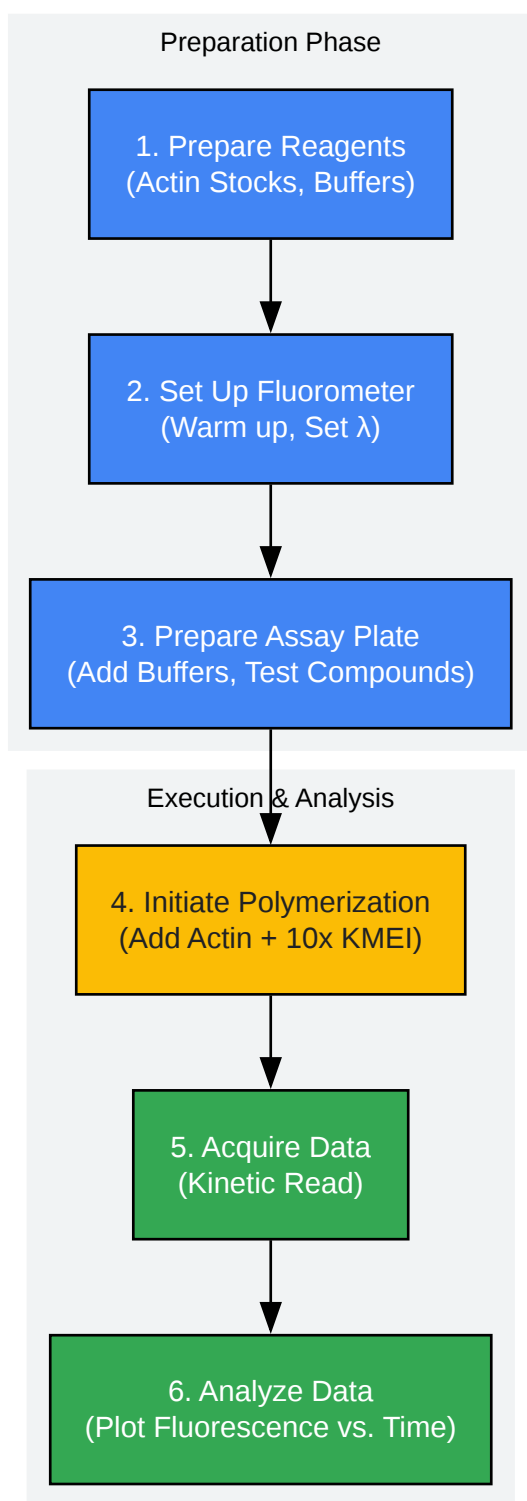 Preparation Phase
1. Prepare Reagents
(Actin Stocks, Buffers)
2. Set Up Fluorometer
(Warm up, Set λ)
3. Prepare Assay Plate
(Add Buffers, Test Compounds)
Execution & Analysis
4. Initiate Polymerization
(Add Actin + 10x KMEI)
5. Acquire Data
(Kinetic Read)
6. Analyze Data
(Plot Fluorescence vs. Time)